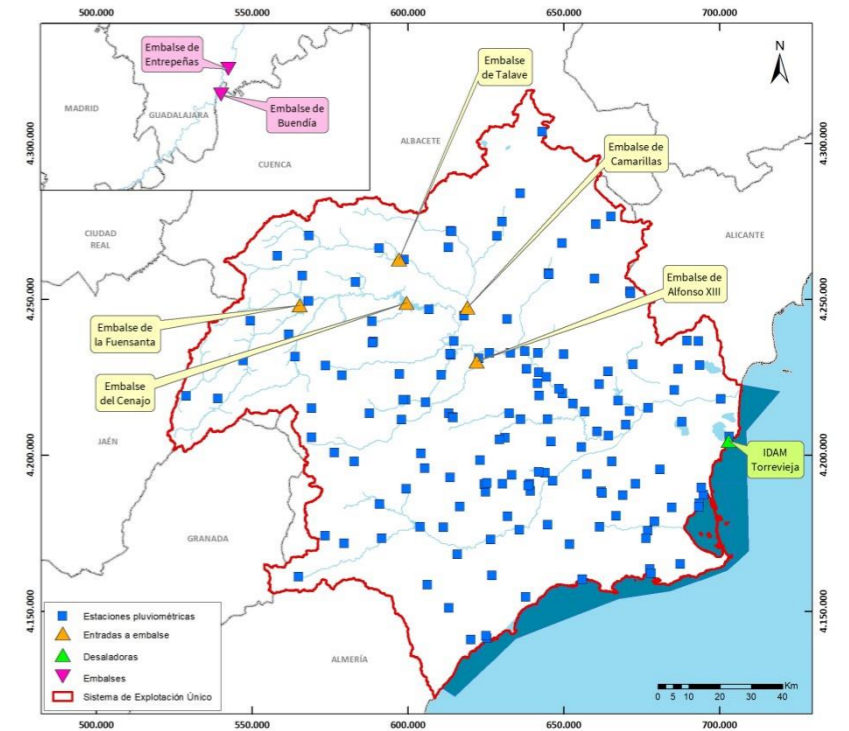 500.000 550.000 600.000 650.000 700.000
Embalse de
Entrepeñas
Embalse de
Buendía
MADRID
GUADALAJARA
CUENCA
Embalse
de Talave
N
ALBACETE
Embalse de
Camarillas
4.300.000
4.300.000
CIUDAD
REAL
ALICANTE
Embalse de
Alfonso XIII
4.250.000
4.250.000
Embalse de
la Fuensanta
Embalse
del Cenajo
JAÉN
4.200.000
4.200.000
IDAM
Torrevieja
GRANADA
4.150.000
4.150.000
Estaciones pluviométricas
Entradas a embalse
Desaladoras
Embalses
Sistema de Explotación Único
ALMERÍA
Km
0 5 10 20 30 40
500.000 550.000 600.000 650.000 700.000